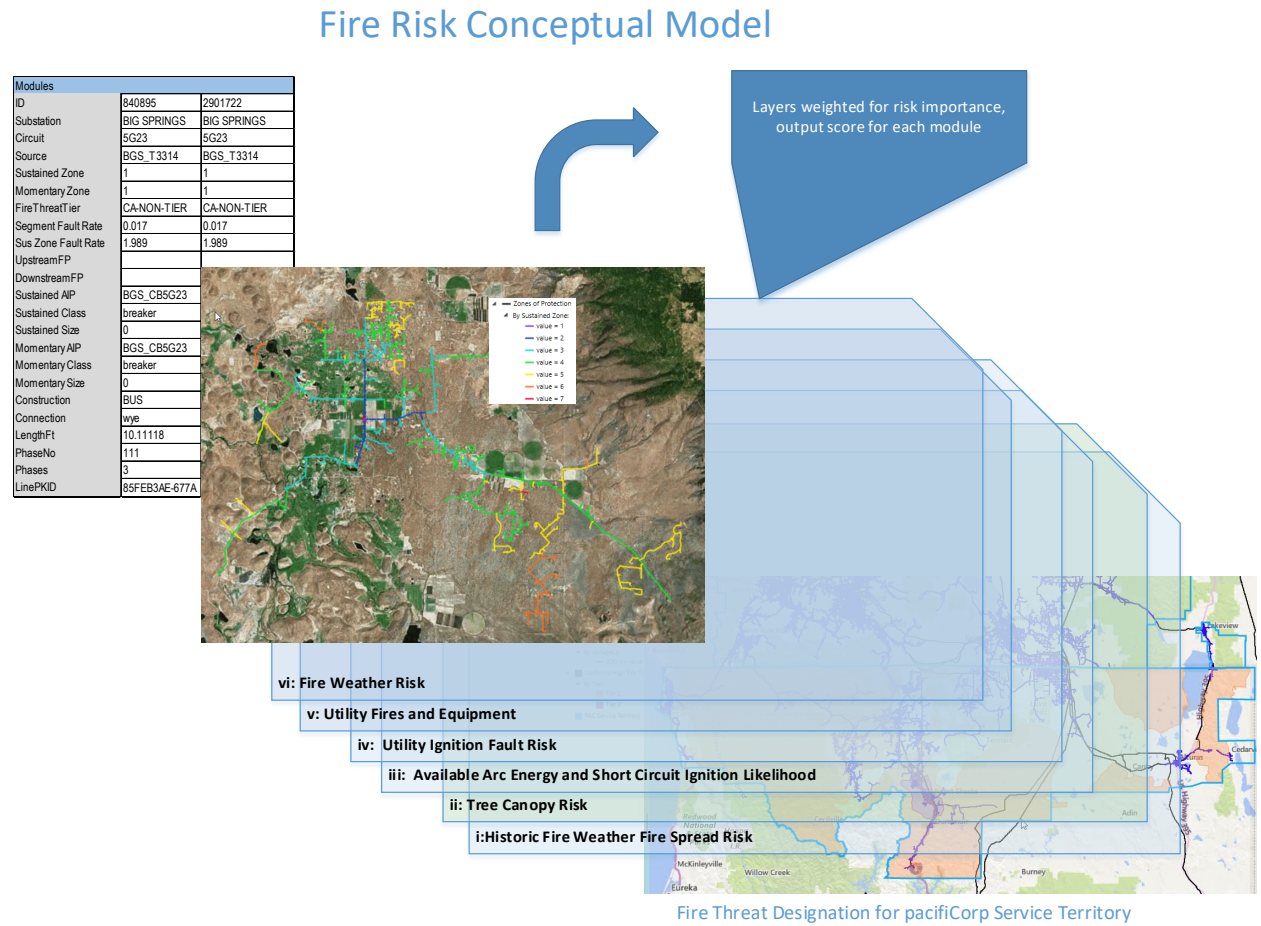 Fire Risk Conceptual Model
Modules
ID 840895 2901722
Substation BIG SPRINGS BIG SPRINGS
Circuit 5G23 5G23
Source BGS_T3314 BGS_T3314
Sustained Zone 1 1
Momentary Zone 1 1
FireThreatTier CA-NON-TIER CA-NON-TIER
Segment Fault Rate 0.017 0.017
Sus Zone Fault Rate 1.989 1.989
UpstreamFP
DownstreamFP
Sustained AIP BGS_CB5G23
Sustained Class breaker
Sustained Size 0
Momentary AIP BGS_CB5G23
Momentary Class breaker
Momentary Size 0
Construction BUS
Connection wye
LengthFt 10.11118
PhaseNo 111
Phases 3
LinePKID 85FEB3AE-677A
Layers weighted for risk importance,
output score for each module
Zones of Protection
By Sustained Zone:
value = 1
value = 2
value = 3
value = 4
value = 5
value = 6
value = 7
vi: Fire Weather Risk
v: Utility Fires and Equipment
iv: Utility Ignition Fault Risk
iii: Available Arc Energy and Short Circuit Ignition Likelihood
ii: Tree Canopy Risk
i:Historic Fire Weather Fire Spread Risk
Lakeview
Adin
Redwood
National
McKinleyville
Willow Creek
Burney
Eureka
Highway 395
Fire Threat Designation for pacifiCorp Service Territory